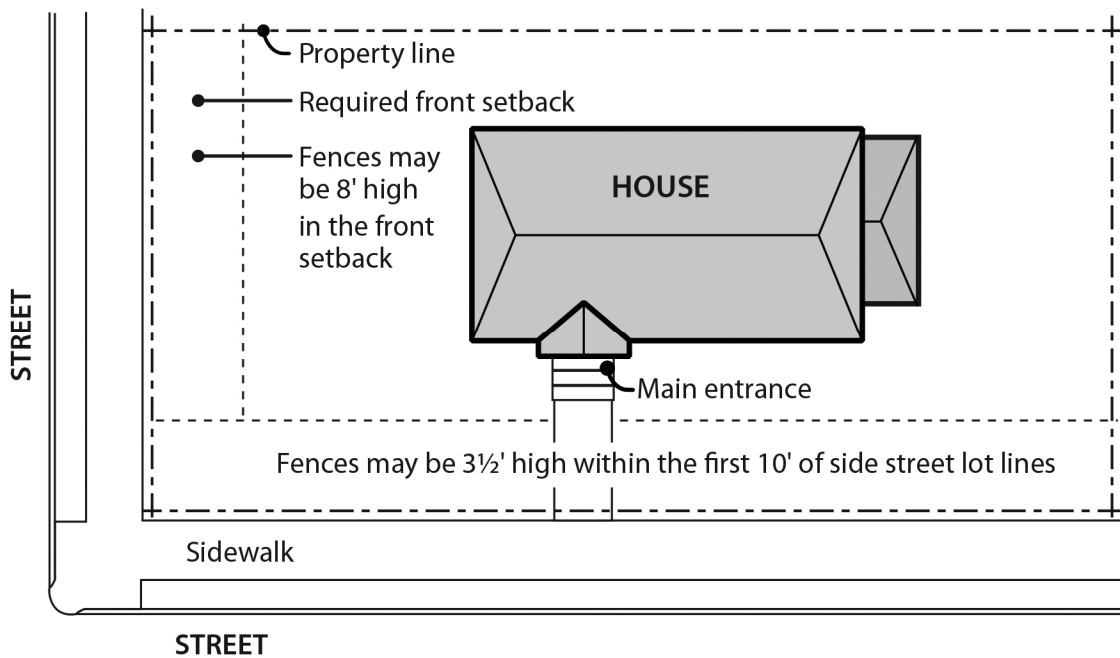 Property line
Required front setback
Fences may
be 8' high
in the front
setback
HOUSE
STREET
Main entrance
Fences may be 3½' high within the first 10' of side street lot lines
Sidewalk
STREET